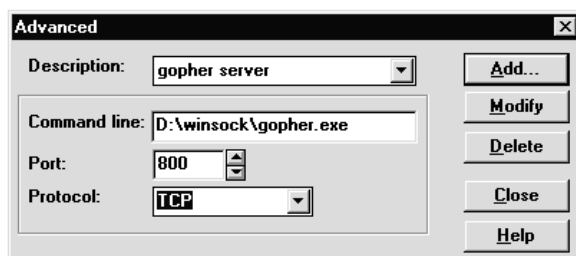 Advanced
Description: gopher server
Add...
Modify
Command line: D:\winsock\gopher.exe
Delete
Port: 800
Protocol: TCP
Close
Help